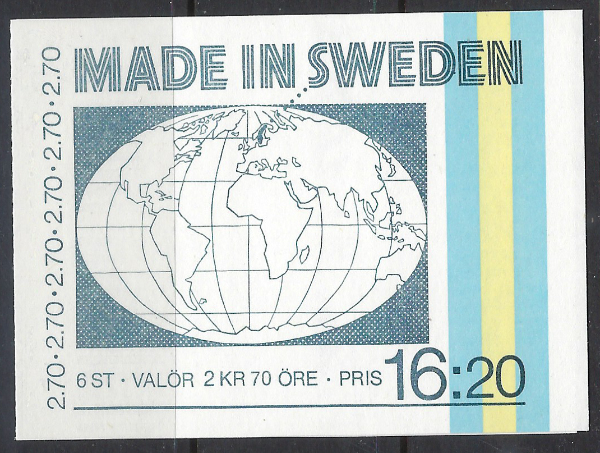 MADE IN SWEDEN
2.70·2.70·2.70·2.70·2.70·2.70
6 ST · VALÖR 2 KR 70 ÖRE · PRIS 16:20